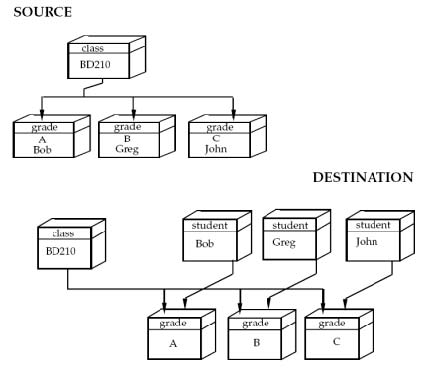 SOURCE
class
BD210
grade
A
Bob
grade
B
Greg
grade
C
John
DESTINATION
class
BD210
student
Bob
student
Greg
student
John
grade
A
grade
B
grade
C